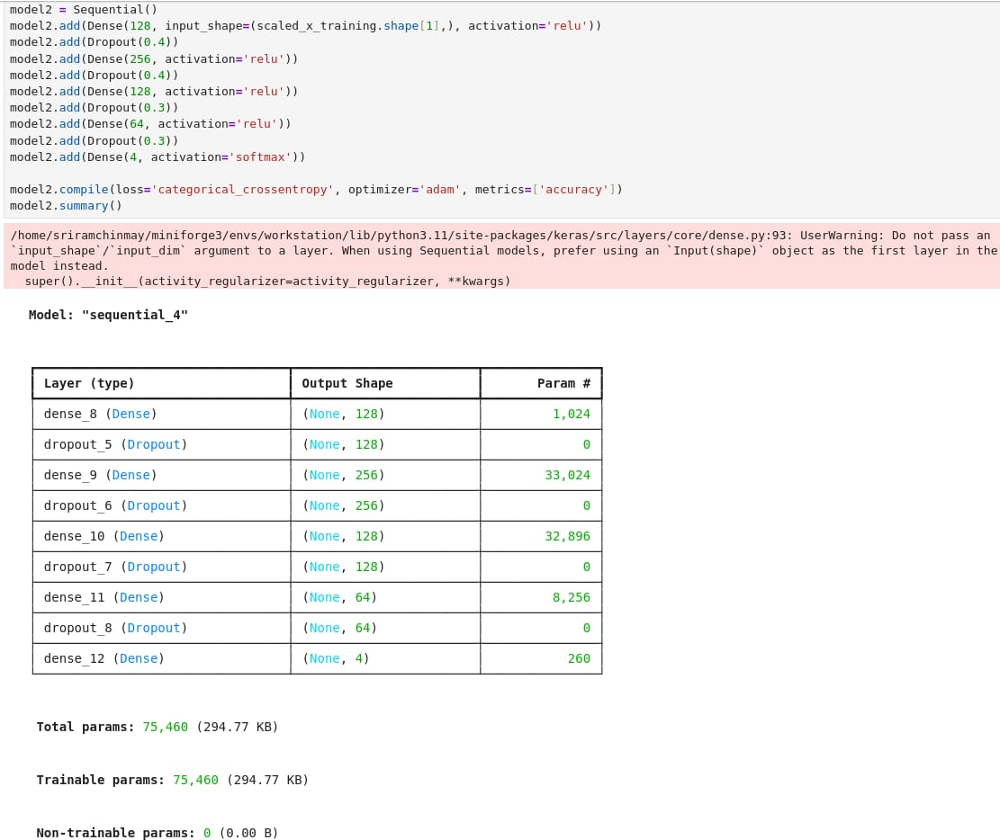 model2 = Sequential()
model2.add(Dense(128, input_shape=(scaled_x_training.shape[1],), activation='relu'))
model2.add(Dropout(0.4))
model2.add(Dense(256, activation='relu'))
model2.add(Dropout(0.4))
model2.add(Dense(128, activation='relu'))
model2.add(Dropout(0.3))
model2.add(Dense(64, activation='relu'))
model2.add(Dropout(0.3))
model2.add(Dense(4, activation='softmax'))
model2.compile(loss='categorical_crossentropy', optimizer='adam', metrics=['accuracy'])
model2.summary()
/home/sriramchinmay/miniforge3/envs/workstation/lib/python3.11/site-packages/keras/src/layers/core/dense.py:93: UserWarning: Do not pass an
`input_shape`/`input_dim` argument to a layer. When using Sequential models, prefer using an `Input(shape)` object as the first layer in the
model instead.
super().__init__(activity_regularizer=activity_regularizer, **kwargs)
Model: "sequential_4"
Layer (type) Output Shape Param #
dense_8 (Dense) (None, 128) 1,024
dropout_5 (Dropout) (None, 128) 0
dense_9 (Dense) (None, 256) 33,024
dropout_6 (Dropout) (None, 256) 0
dense_10 (Dense) (None, 128) 32,896
dropout_7 (Dropout) (None, 128) 0
dense_11 (Dense) (None, 64) 8,256
dropout_8 (Dropout) (None, 64) 0
dense_12 (Dense) (None, 4) 260
Total params: 75,460 (294.77 KB)
Trainable params: 75,460 (294.77 KB)
Non-trainable params: 0 (0.00 B)